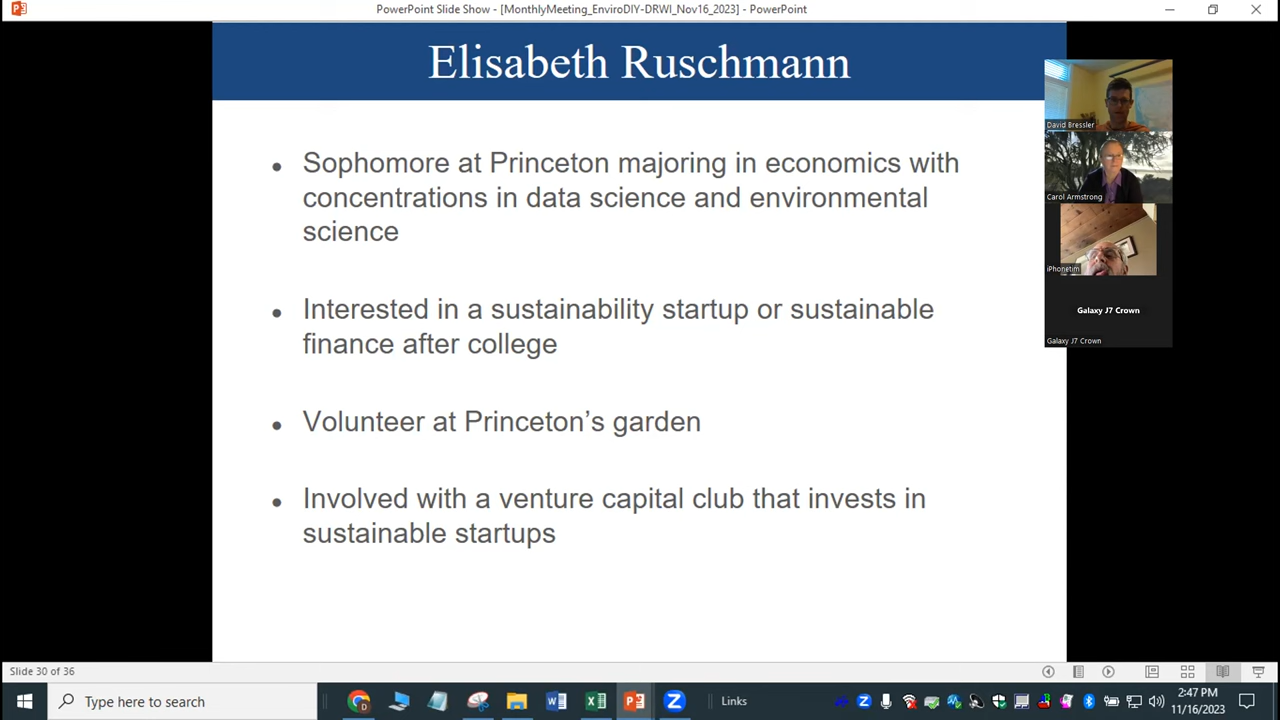 PowerPoint Slide Show - [MonthlyMeeting_EnviroDIY-DRWI_Nov16_2023] - PowerPoint
Elisabeth Ruschmann
• Sophomore at Princeton majoring in economics with
concentrations in data science and environmental
science
• Interested in a sustainability startup or sustainable
finance after college
• Volunteer at Princeton’s garden
• Involved with a venture capital club that invests in
sustainable startups
David Bressler
Carol Armstrong
iPhonetim
Galaxy J7 Crown
Galaxy J7 Crown
Slide 30 of 36
Type here to search
Links
2:47 PM
11/16/2023